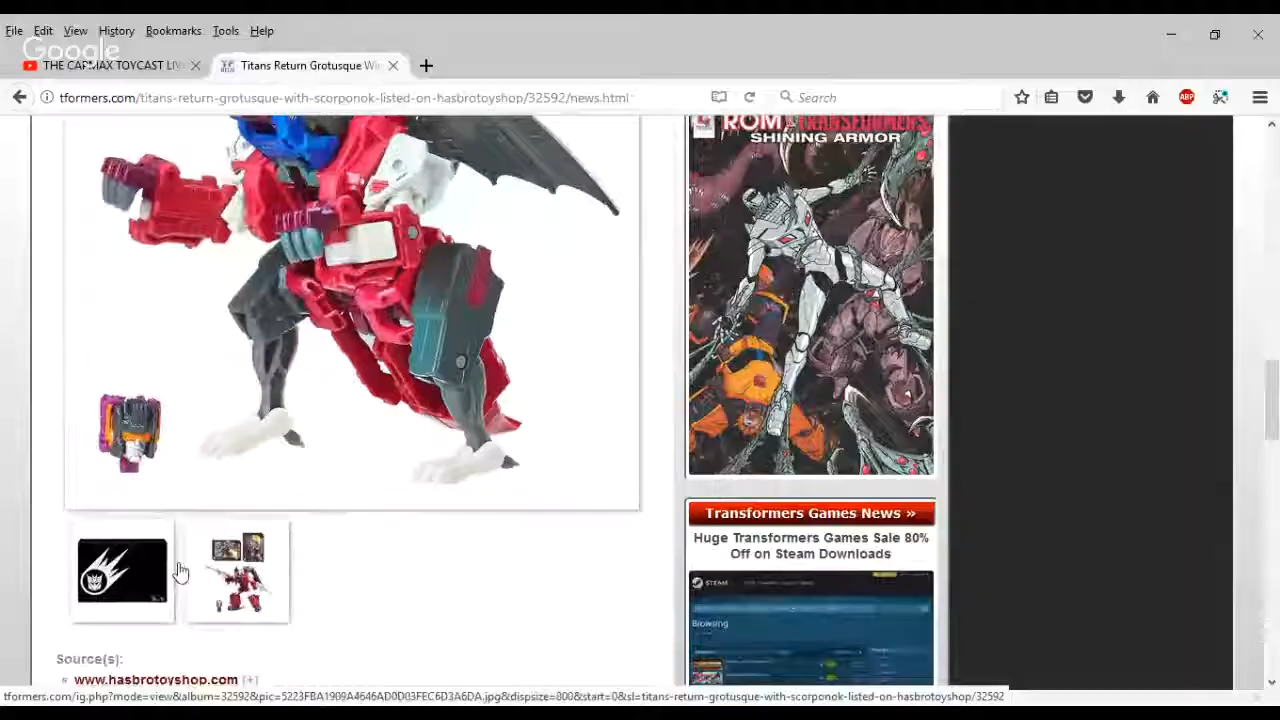 File Edit View History Bookmarks Tools Help
Google
THE CAPMAX TOYCAST LIV
Titans Return Grotusque Wi
tformers.com/titans-return-grotusque-with-scorponok-listed-on-hasbrotoyshop/32592/news.html
Search
ABP
ROM TRANSFORMERS
SHINING ARMOR
Transformers Games News »
Huge Transformers Games Sale 80%
Off on Steam Downloads
STEAM
Browsing
Source(s):
www.hasbrotoyshop.com [+]
tformers.com/ig.php?mode=view&album=32592&pic=5223FBA1909A4646AD0D03FEC6D3A6DA.jpg&dispsize=800&start=0&sl=titans-return-grotusque-with-scorponok-listed-on-hasbrotoyshop/32592